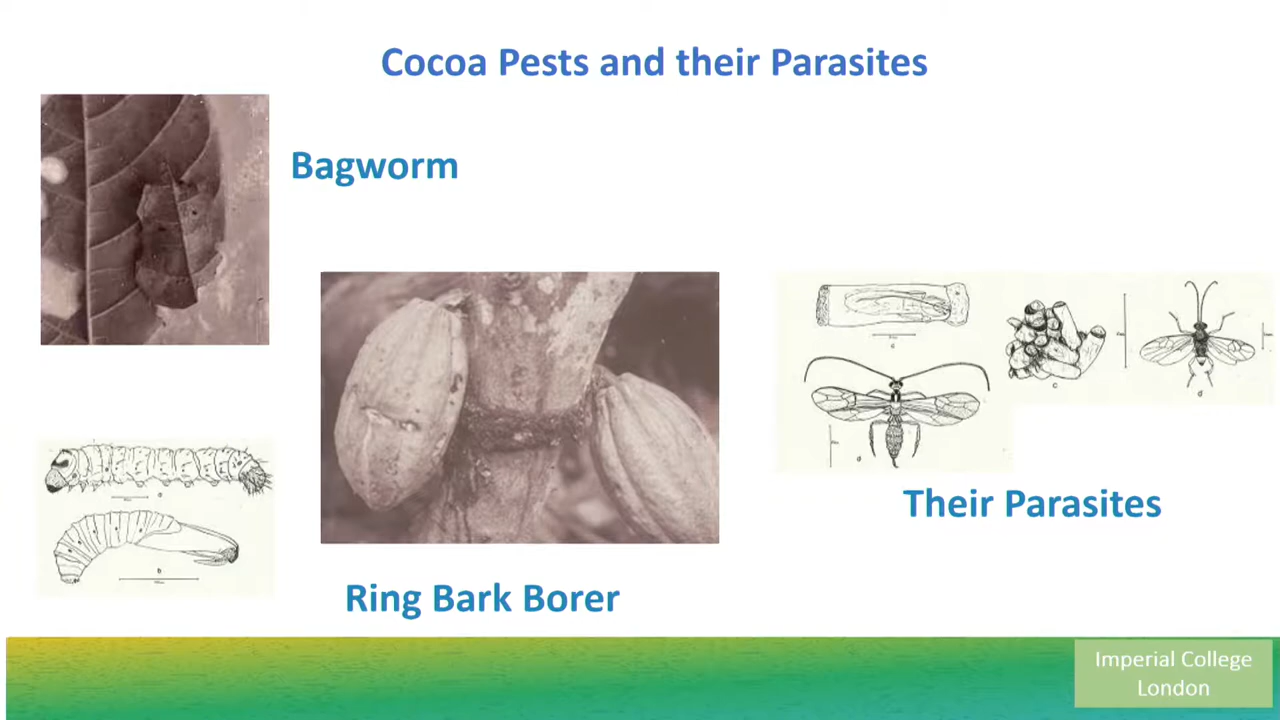 Cocoa Pests and their Parasites
Bagworm
Their Parasites
Ring Bark Borer
Imperial College
London